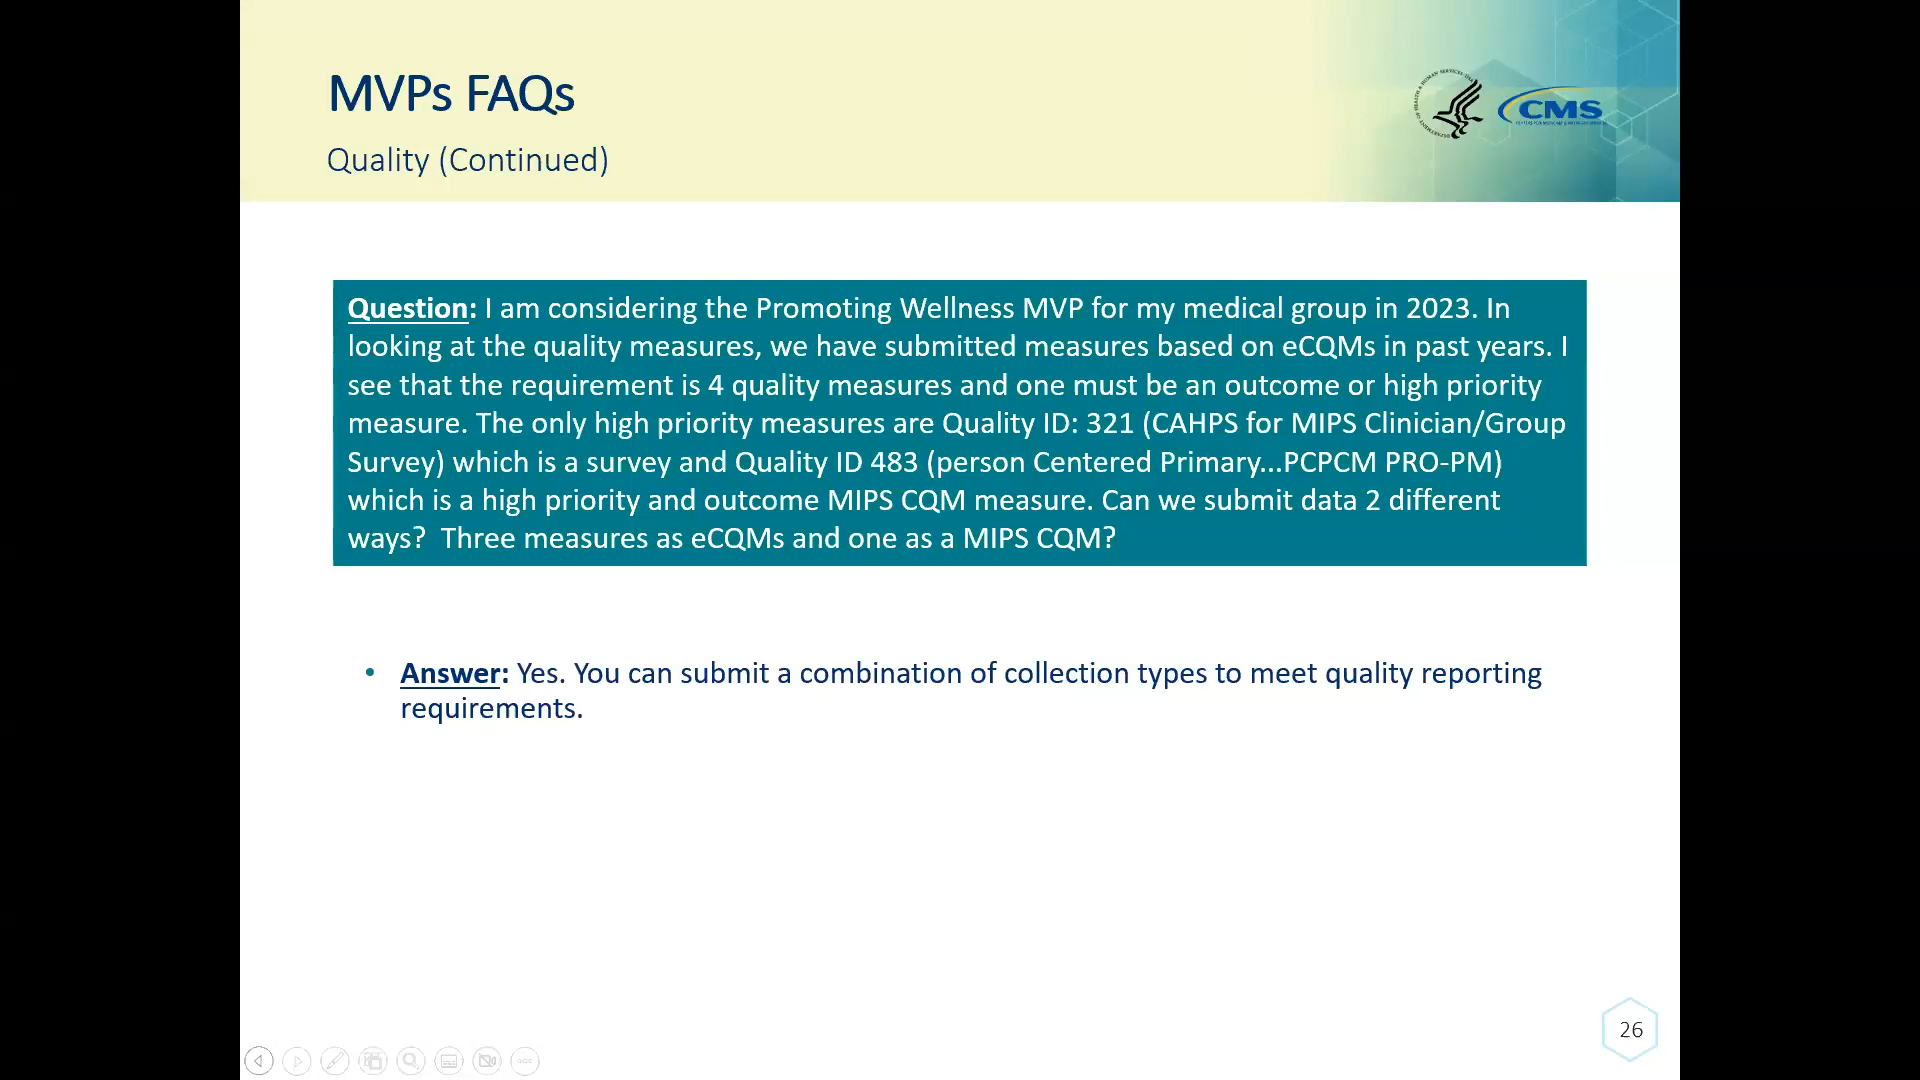 MVPs FAQs
Quality (Continued)
CMS
Question: I am considering the Promoting Wellness MVP for my medical group in 2023. In
looking at the quality measures, we have submitted measures based on eCQMs in past years. I
see that the requirement is 4 quality measures and one must be an outcome or high priority
measure. The only high priority measures are Quality ID: 321 (CAHPS for MIPS Clinician/Group
Survey) which is a survey and Quality ID 483 (person Centered Primary...PCPCM PRO-PM)
which is a high priority and outcome MIPS CQM measure. Can we submit data 2 different
ways?  Three measures as eCQMs and one as a MIPS CQM?
• Answer: Yes. You can submit a combination of collection types to meet quality reporting
requirements.
26